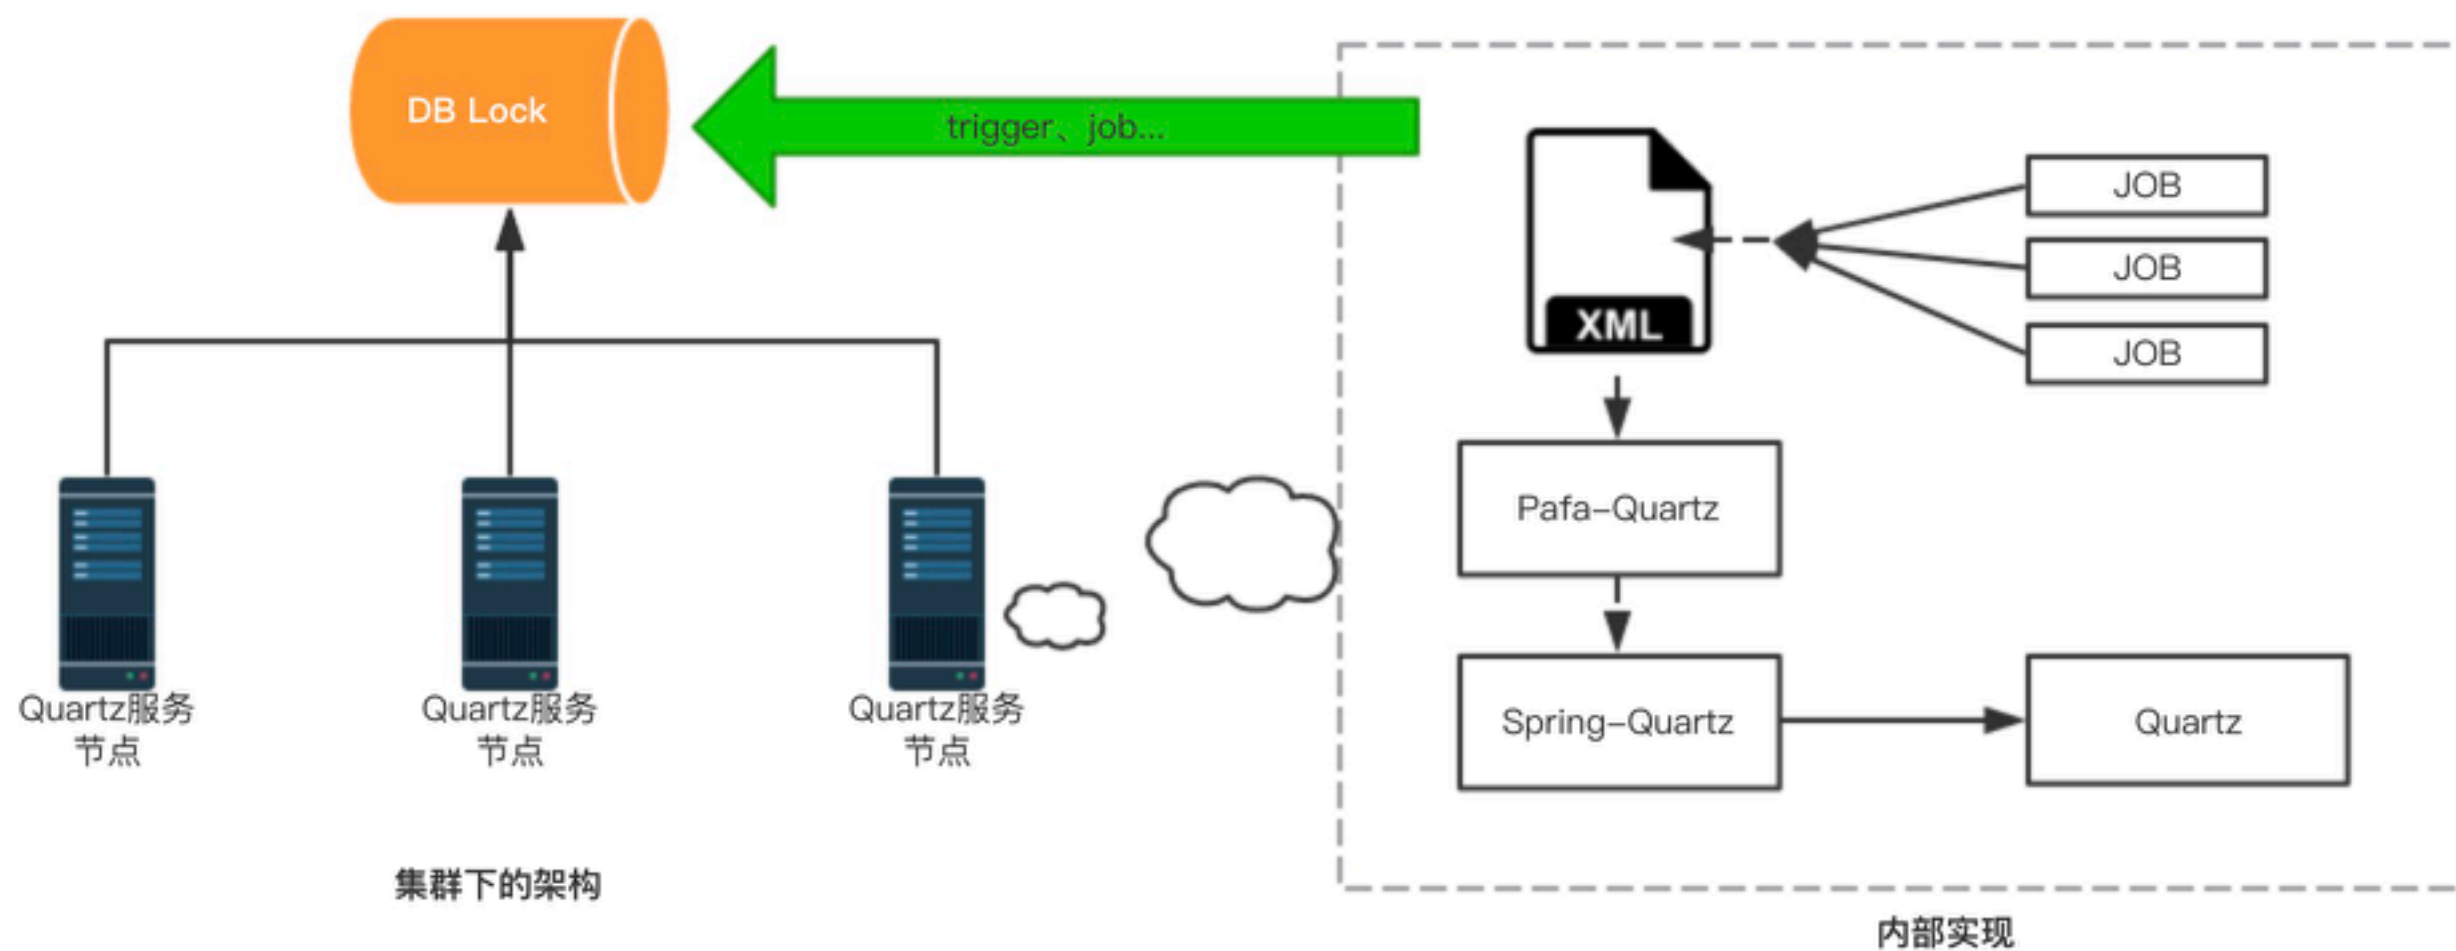 DB Lock
trigger、job...
JOB
JOB
JOB
XML
Pafa-Quartz
Spring-Quartz
Quartz
Quartz服务
节点
Quartz服务
节点
Quartz服务
节点
集群下的架构
内部实现